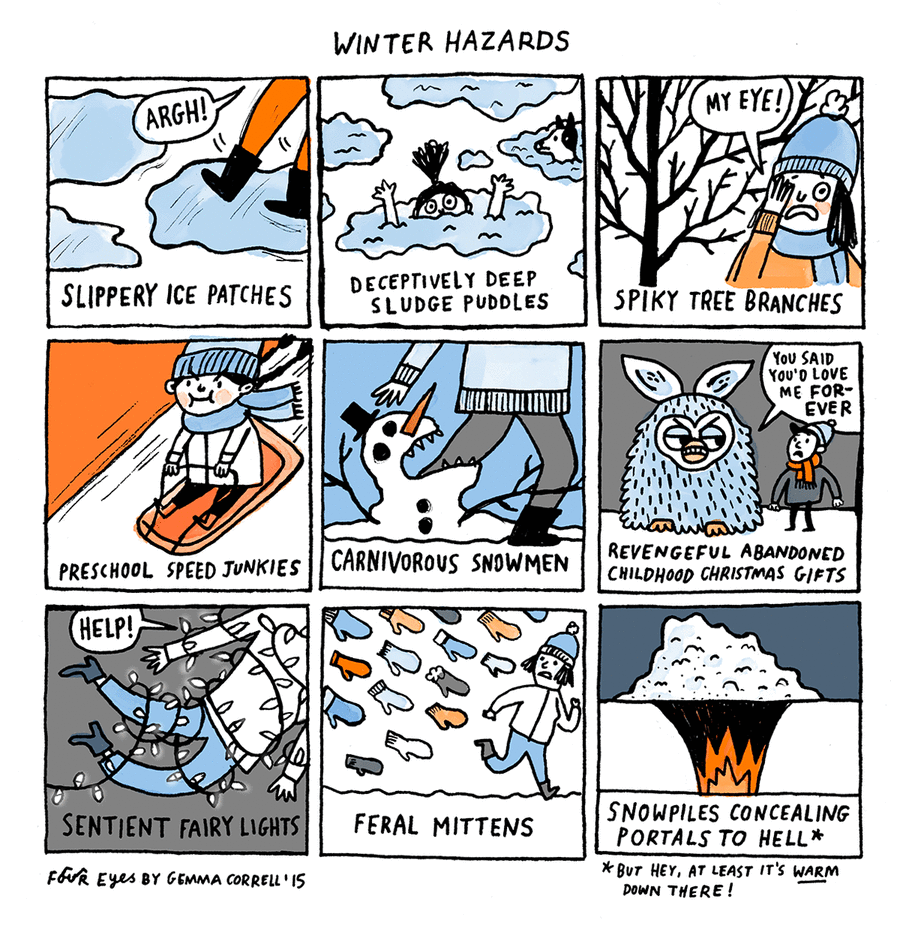 WINTER HAZARDS
ARGH!
SLIPPERY ICE PATCHES
DECEPTIVELY DEEP
SLUDGE PUDDLES
MY EYE!
SPIKY TREE BRANCHES
PRESCHOOL SPEED JUNKIES
CARNIVOROUS SNOWMEN
YOU SAID
YOU'D LOVE
ME FOR-
EVER
REVENGEFUL ABANDONED
CHILDHOOD CHRISTMAS GIFTS
HELP!
SENTIENT FAIRY LIGHTS
FERAL MITTENS
SNOWPILES CONCEALING
PORTALS TO HELL*
FOUR EYES BY GEMMA CORRELL '15
*BUT HEY, AT LEAST IT'S WARM
DOWN THERE!